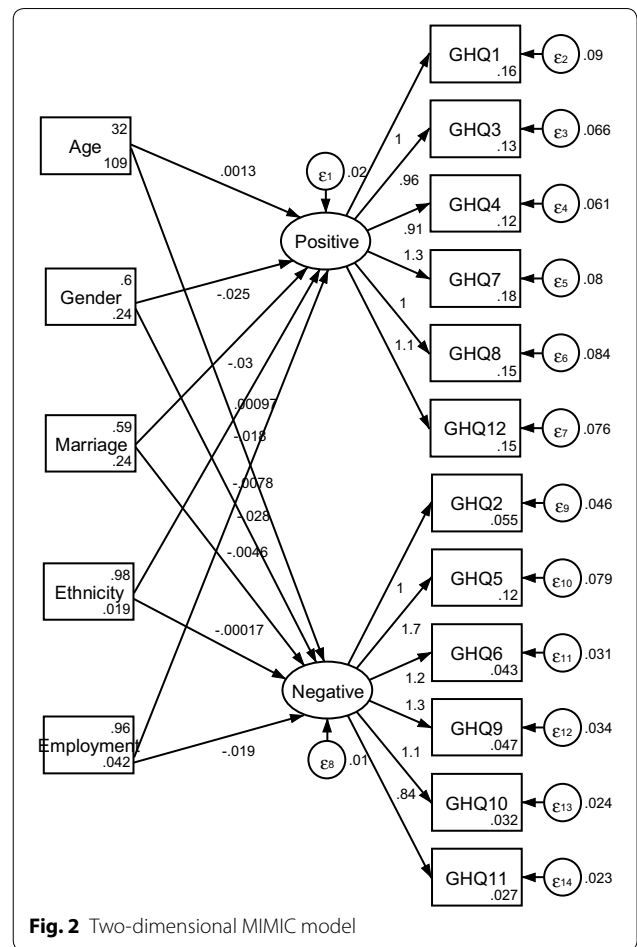 GHQ1
.16
ε2 .09
GHQ3
.13
ε3 .066
GHQ4
.12
ε4 .061
GHQ7
.18
ε5 .08
GHQ8
.15
ε6 .084
GHQ12
.15
ε7 .076
1
.96
.91
1.3
1
1.1
ε1 .02
Positive
32
Age
109
.6
Gender
.24
.59
Marriage
.24
.98
Ethnicity
.019
.96
Employment
.042
.0013
-.025
-.03
.00097
-.018
-.0078
-.028
-.0046
-.00017
-.019
Negative
ε8 .01
1
1.7
1.2
1.3
1.1
.84
GHQ2
.055
ε9 .046
GHQ5
.12
ε10 .079
GHQ6
.043
ε11 .031
GHQ9
.047
ε12 .034
GHQ10
.032
ε13 .024
GHQ11
.027
ε14 .023
Fig. 2 Two-dimensional MIMIC model